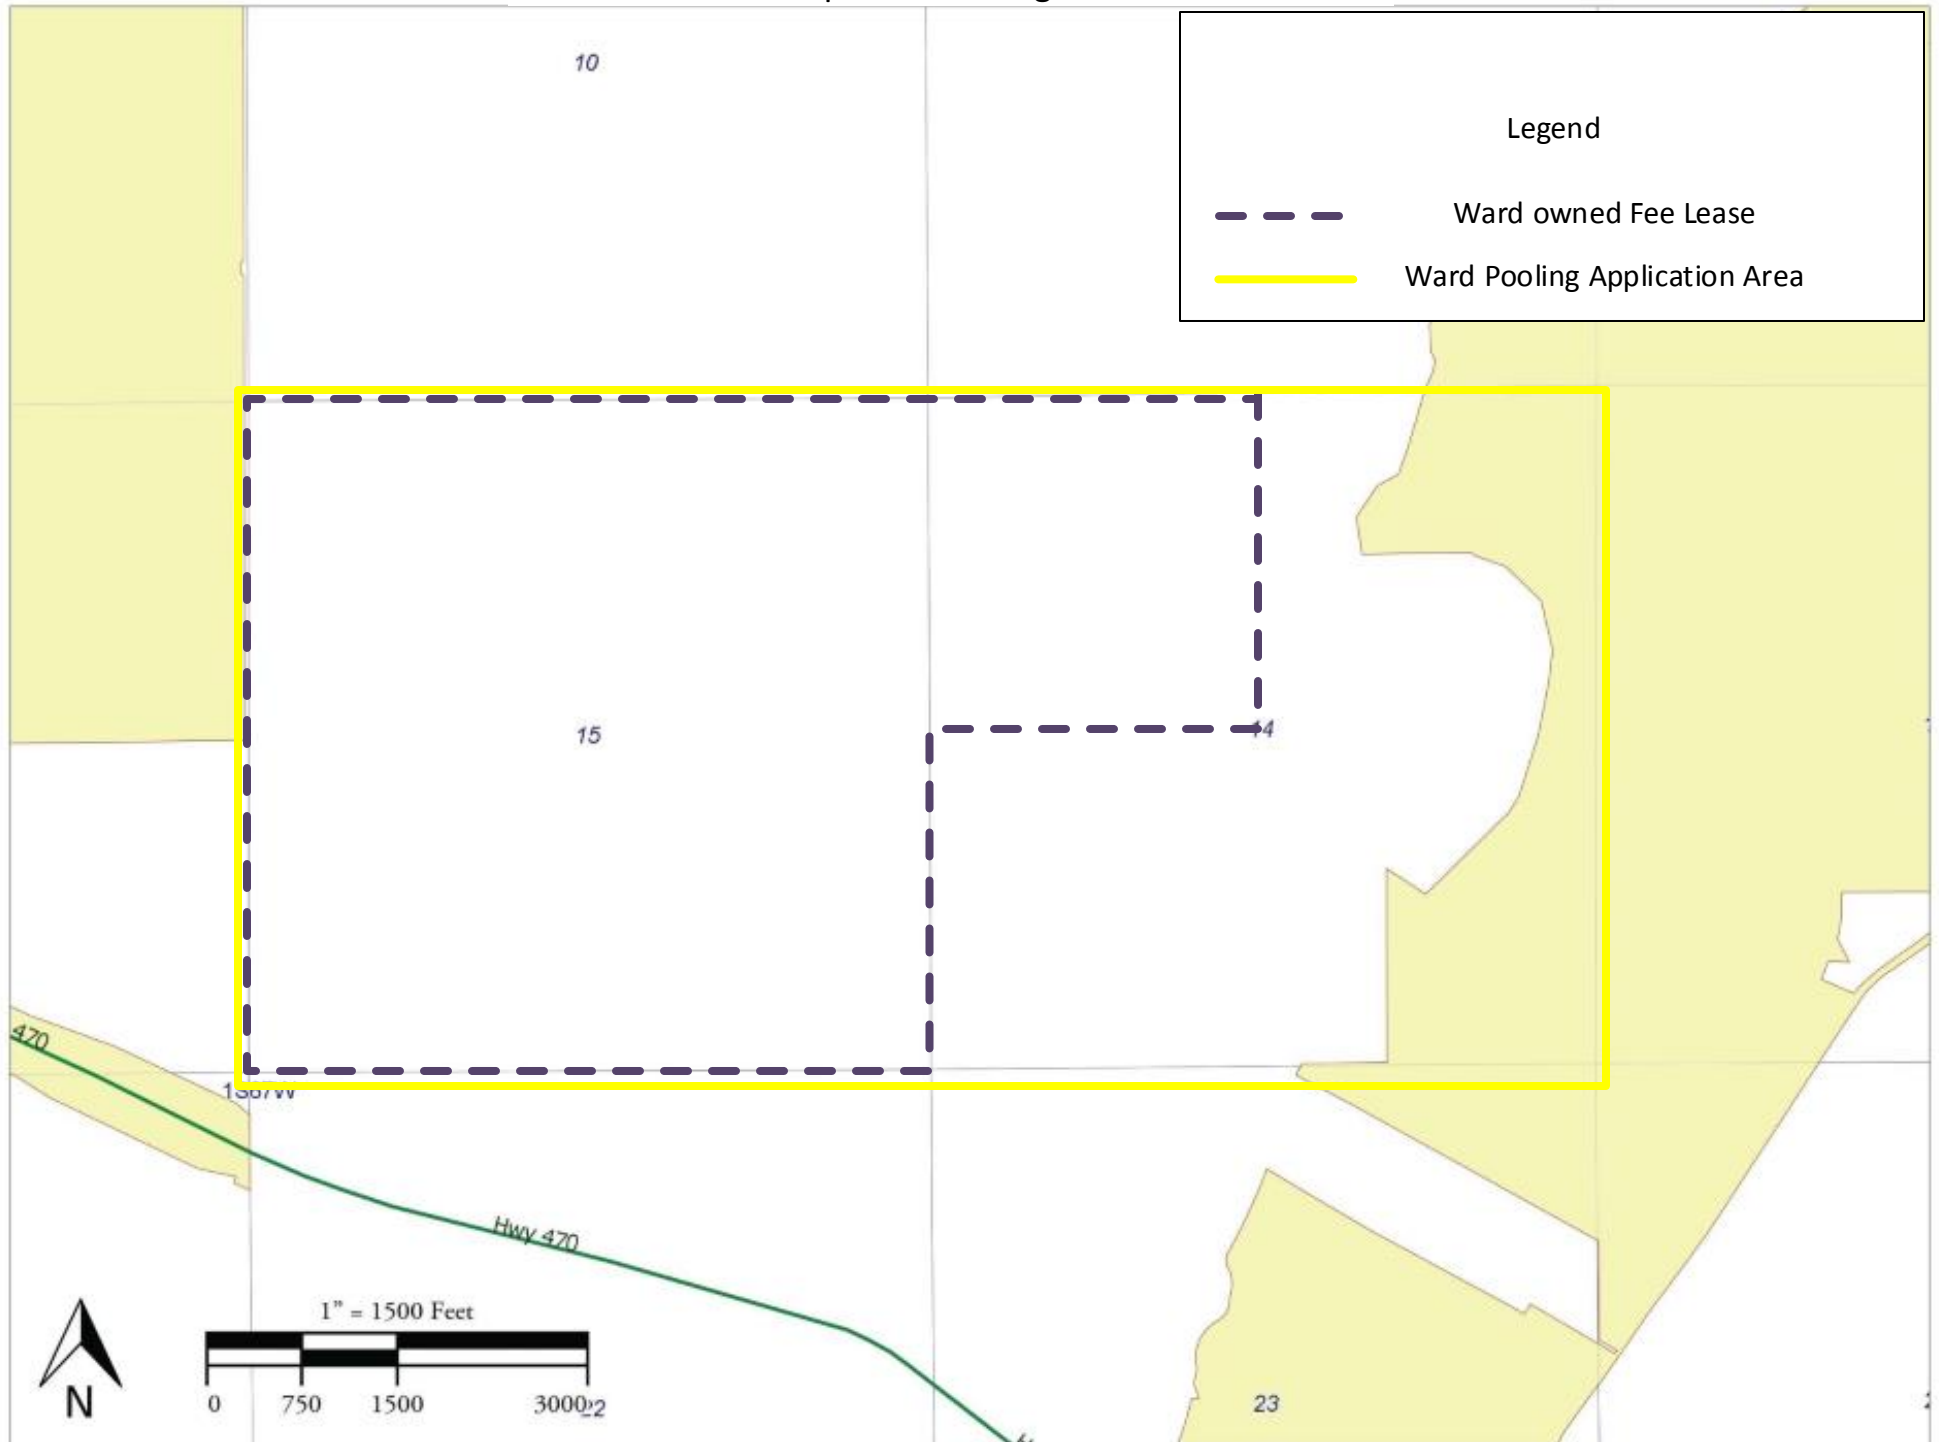 10
Legend
Ward owned Fee Lease
Ward Pooling Application Area
15
14
470
1S67W
Hwy 470
1” = 1500 Feet
0 750 1500 3000
22
N
23